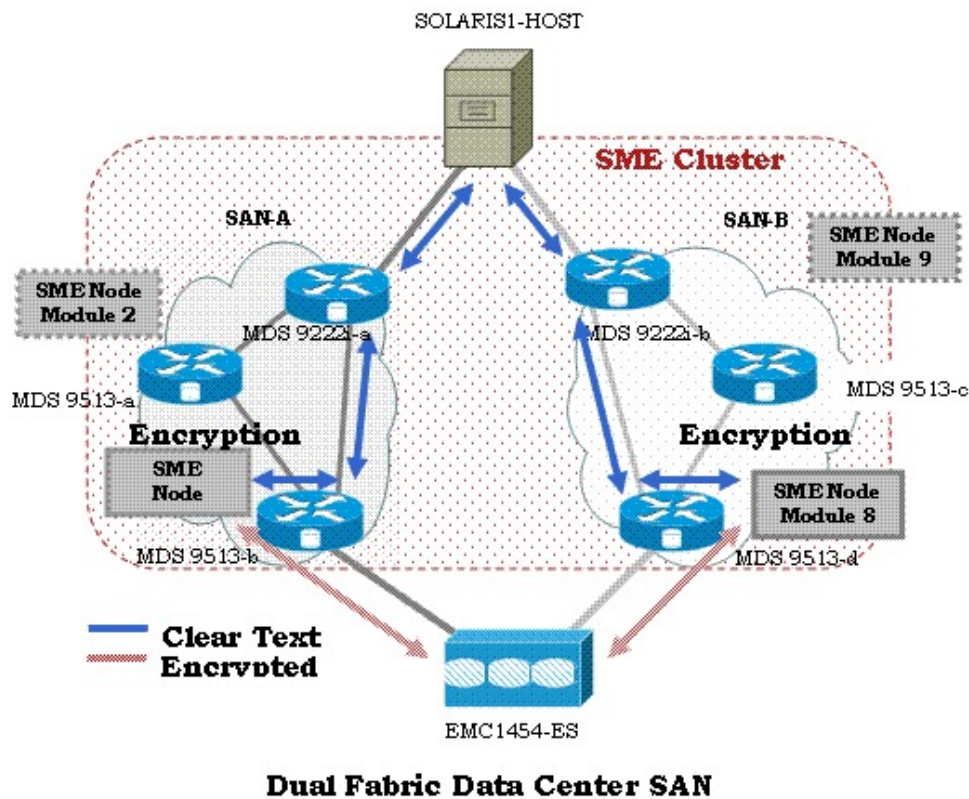 SOLARIS1-HOST
SME Cluster
SAN-A
SAN-B
SME Node
Module 9
SME Node
Module 2
MDS 9222i-a
MDS 9222i-b
MDS 9513-a
MDS 9513-c
Encryption
Encryption
SME
Node
SME Node
Module 8
MDS 9513-b
MDS 9513-d
Clear Text
Encrypted
EMC1454-ES
Dual Fabric Data Center SAN